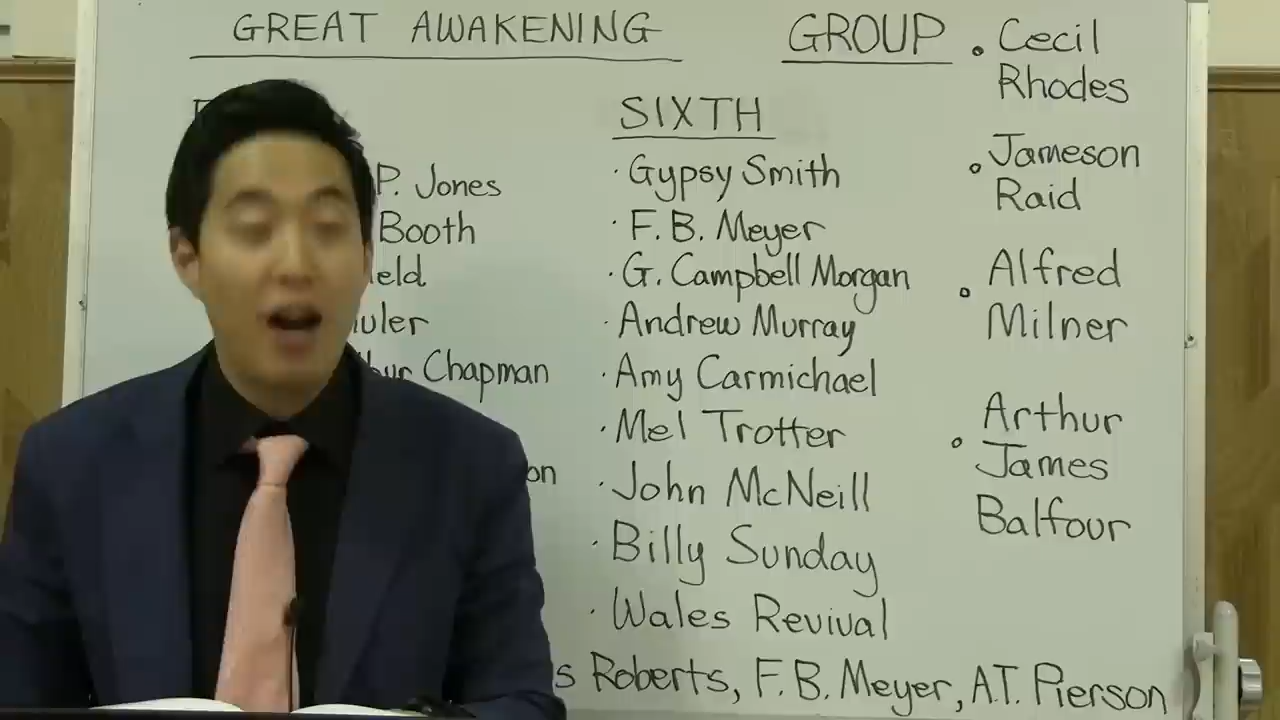 GREAT AWAKENING
P. Jones
Booth
Chapman
SIXTH
· Gypsy Smith
· F. B. Meyer
· G. Campbell Morgan
· Andrew Murray
· Amy Carmichael
· Mel Trotter
· John McNeill
· Billy Sunday
· Wales Revival
Roberts, F. B. Meyer, A.T. Pierson
GROUP
• Cecil
Rhodes
• Jameson
Raid
• Alfred
Milner
• Arthur
James
Balfour